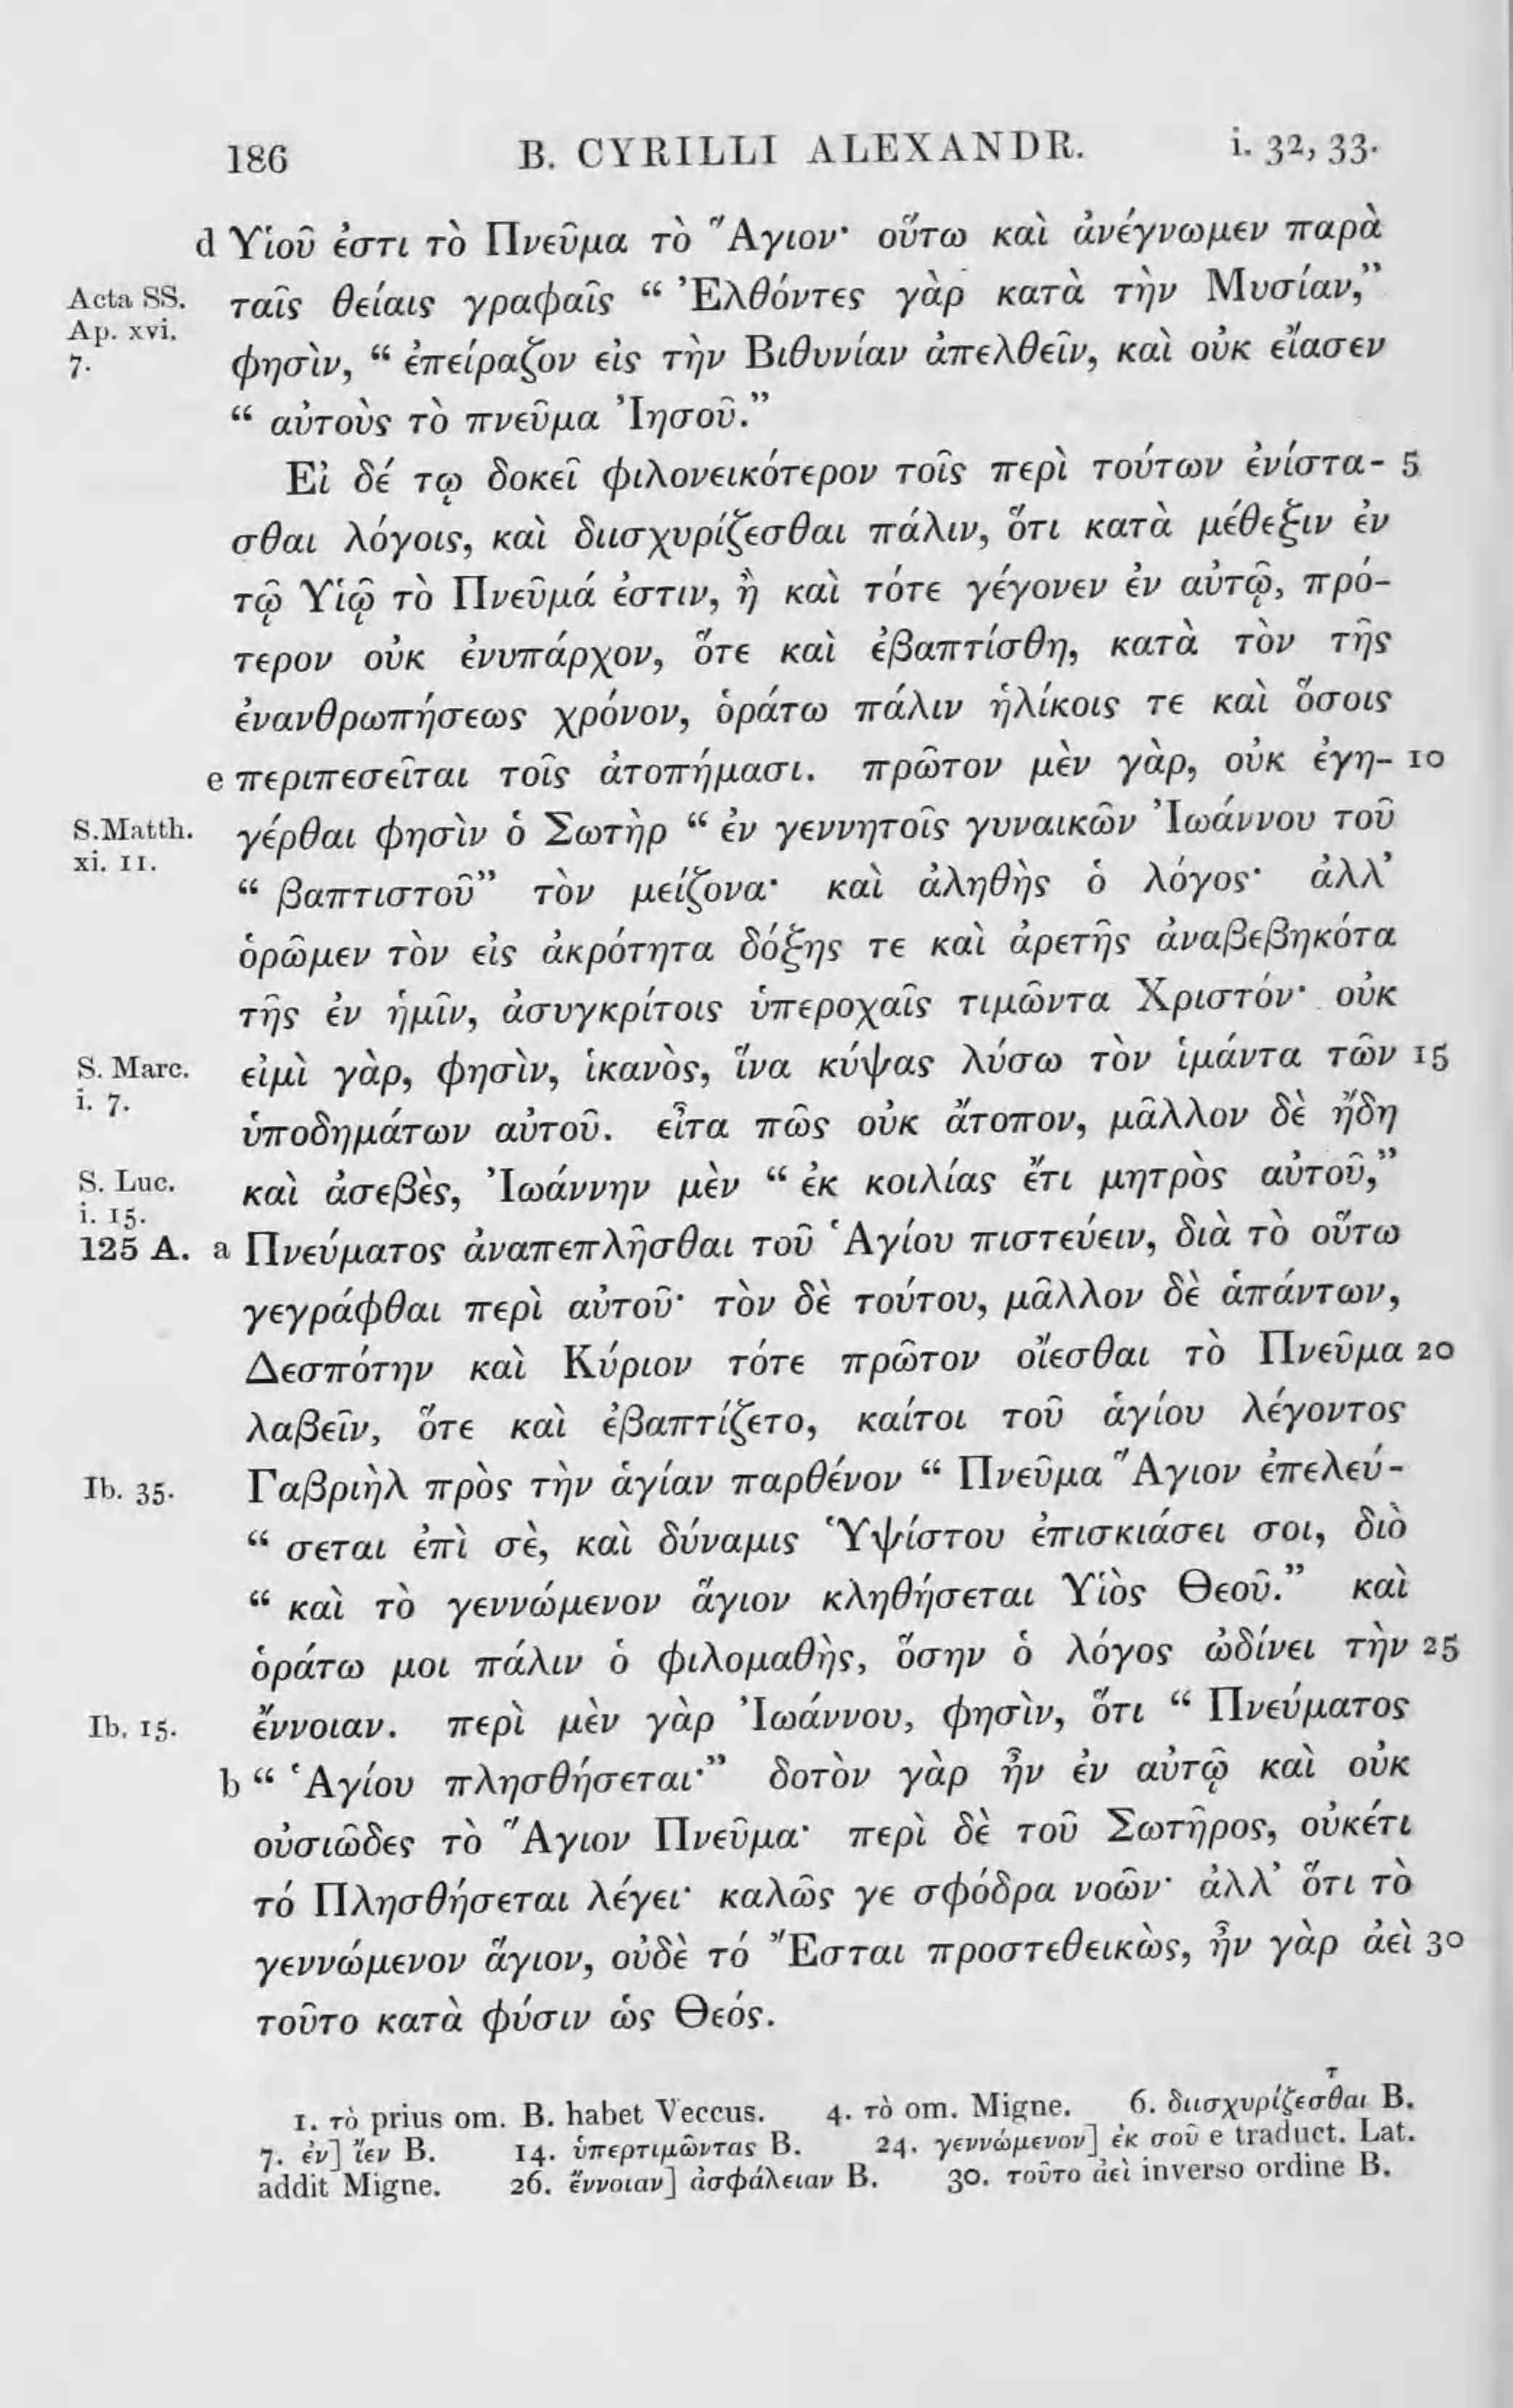 186 B. CYRILLI ALEXANDR. i. 32, 33.
d Υἱοῦ ἐστι τὸ Πνεῦμα τὸ Ἅγιον· οὕτω καὶ ἀνέγνωμεν παρὰ
Acta SS. ταῖς θείαις γραφαῖς “ Ἐλθόντες γὰρ κατὰ τὴν Μυσίαν,”
Ap. xvi.
7. φησὶν, “ ἐπείραζον εἰς τὴν Βιθυνίαν ἀπελθεῖν, καὶ οὐκ εἴασεν
“ αὐτοὺς τὸ πνεῦμα Ἰησοῦ.”
Εἰ δέ τῳ δοκεῖ φιλονεικότερον τοῖς περὶ τούτων ἐνίστα- 5
σθαι λόγοις, καὶ διισχυρίζεσθαι πάλιν, ὅτι κατὰ μέθεξιν ἐν
τῷ Υἱῷ τὸ Πνεῦμά ἐστιν, ἢ καὶ τότε γέγονεν ἐν αὐτῷ, πρό-
τερον οὐκ ἐνυπάρχον, ὅτε καὶ ἐβαπτίσθη, κατὰ τὸν τῆς
ἐνανθρωπήσεως χρόνον, ὁράτω πάλιν ἡλίκοις τε καὶ ὅσοις
e περιπεσεῖται τοῖς ἀτοπήμασι. πρῶτον μὲν γὰρ, οὐκ ἐγη- 10
S.Matth. γέρθαι φησὶν ὁ Σωτὴρ “ ἐν γεννητοῖς γυναικῶν Ἰωάννου τοῦ
xi. 11.
“ βαπτιστοῦ” τὸν μείζονα· καὶ ἀληθὴς ὁ λόγος· ἀλλ’
ὁρῶμεν τὸν εἰς ἀκρότητα δόξης τε καὶ ἀρετῆς ἀναβεβηκότα
τῆς ἐν ἡμῖν, ἀσυγκρίτοις ὑπεροχαῖς τιμῶντα Χριστόν· οὐκ
S. Marc. εἰμὶ γὰρ, φησὶν, ἱκανὸς, ἵνα κύψας λύσω τὸν ἱμάντα τῶν 15
i. 7.
ὑποδημάτων αὐτοῦ. εἶτα πῶς οὐκ ἄτοπον, μᾶλλον δὲ ἤδη
S. Luc. καὶ ἀσεβὲς, Ἰωάννην μὲν “ ἐκ κοιλίας ἔτι μητρὸς αὐτοῦ,”
i. 15.
125 A. a Πνεύματος ἀναπεπλῆσθαι τοῦ Ἁγίου πιστεύειν, διὰ τὸ οὕτω
γεγράφθαι περὶ αὐτοῦ· τὸν δὲ τούτου, μᾶλλον δὲ ἁπάντων,
Δεσπότην καὶ Κύριον τότε πρῶτον οἴεσθαι τὸ Πνεῦμα 20
λαβεῖν, ὅτε καὶ ἐβαπτίζετο, καίτοι τοῦ ἁγίου λέγοντος
Ib. 35. Γαβριὴλ πρὸς τὴν ἁγίαν παρθένον “ Πνεῦμα Ἅγιον ἐπελεύ-
“ σεται ἐπὶ σὲ, καὶ δύναμις Ὑψίστου ἐπισκιάσει σοι, διὸ
“ καὶ τὸ γεννώμενον ἅγιον κληθήσεται Υἱὸς Θεοῦ.” καὶ
ὁράτω μοι πάλιν ὁ φιλομαθὴς, ὅσην ὁ λόγος ὠδίνει τὴν 25
Ib. 15. ἔννοιαν. περὶ μὲν γὰρ Ἰωάννου, φησὶν, ὅτι “ Πνεύματος
b “ Ἁγίου πλησθήσεται·” δοτὸν γὰρ ἦν ἐν αὐτῷ καὶ οὐκ
οὐσιῶδες τὸ Ἅγιον Πνεῦμα· περὶ δὲ τοῦ Σωτῆρος, οὐκέτι
τό Πλησθήσεται λέγει· καλῶς γε σφόδρα νοῶν· ἀλλ’ ὅτι τὸ
γεννώμενον ἅγιον, οὐδὲ τό Ἔσται προστεθεικὼς, ἦν γὰρ ἀεὶ 30
τοῦτο κατὰ φύσιν ὡς Θεός.
1. τὸ prius om. B. habet Veccus. 4. τὸ om. Migne. 6. διισχυρίζεσθαιτ B.
7. ἐν] ἵεν B. 14. ὑπερτιμῶντας B. 24. γεννώμενον] ἐκ σοῦ e traduct. Lat.
addit Migne. 26. ἔννοιαν] ἀσφάλειαν B. 30. τοῦτο ἀεὶ inverso ordine B.